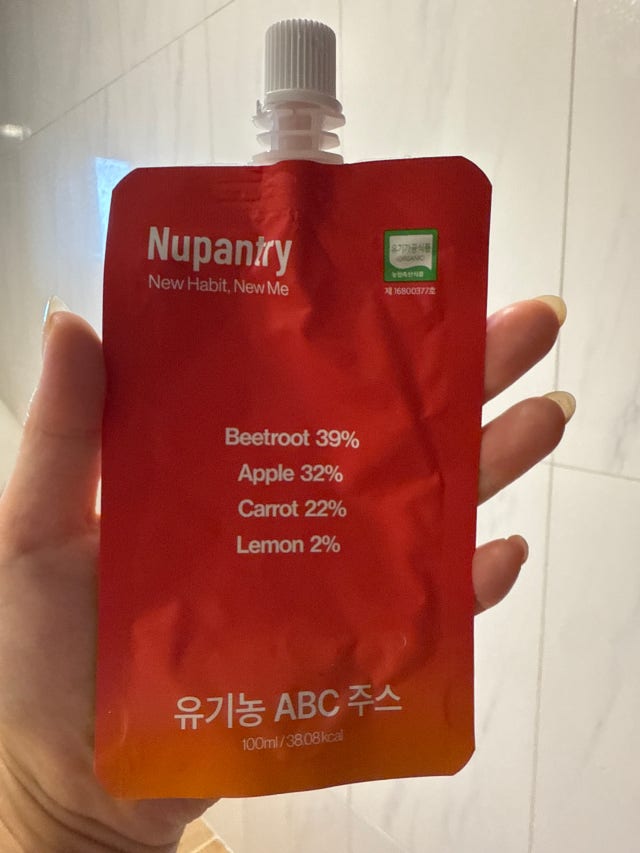 Nupantry
New Habit, New Me
유기가공식품
ORGANIC
농림축산식품부
제 16800377호
Beetroot 39%
Apple 32%
Carrot 22%
Lemon 2%
유기농 ABC 주스
100ml / 38.08 kcal